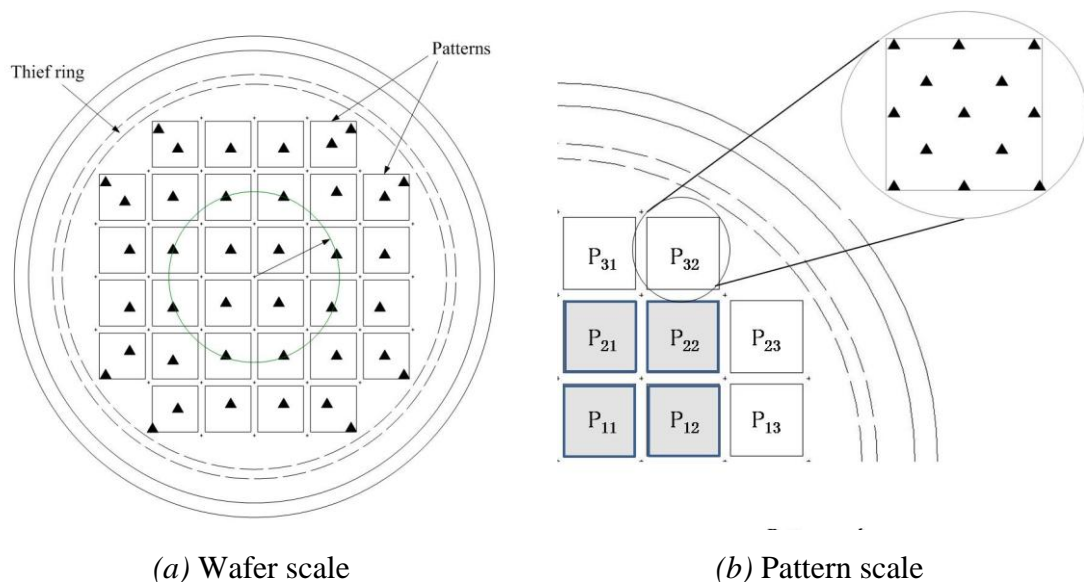 Patterns
Thief ring
P31 P32
P21 P22 P23
P11 P12 P13
(a) Wafer scale
(b) Pattern scale